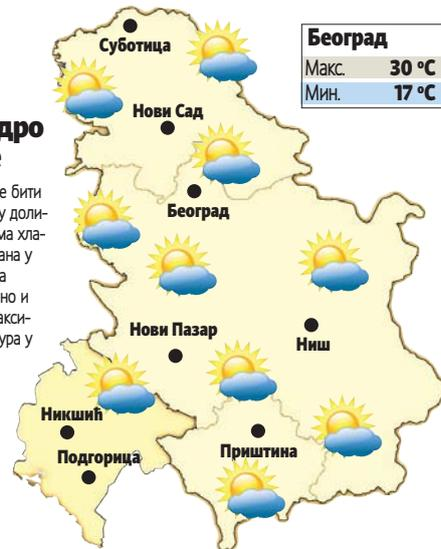 дро
е бити
у доли-
ма хла-
ана у
а
но и
акси-
ура у
Београд
Макс. 30 °C
Мин. 17 °C
Суботица
Нови Сад
Београд
Нови Пазар
Ниш
Никшић
Подгорица
Приштина